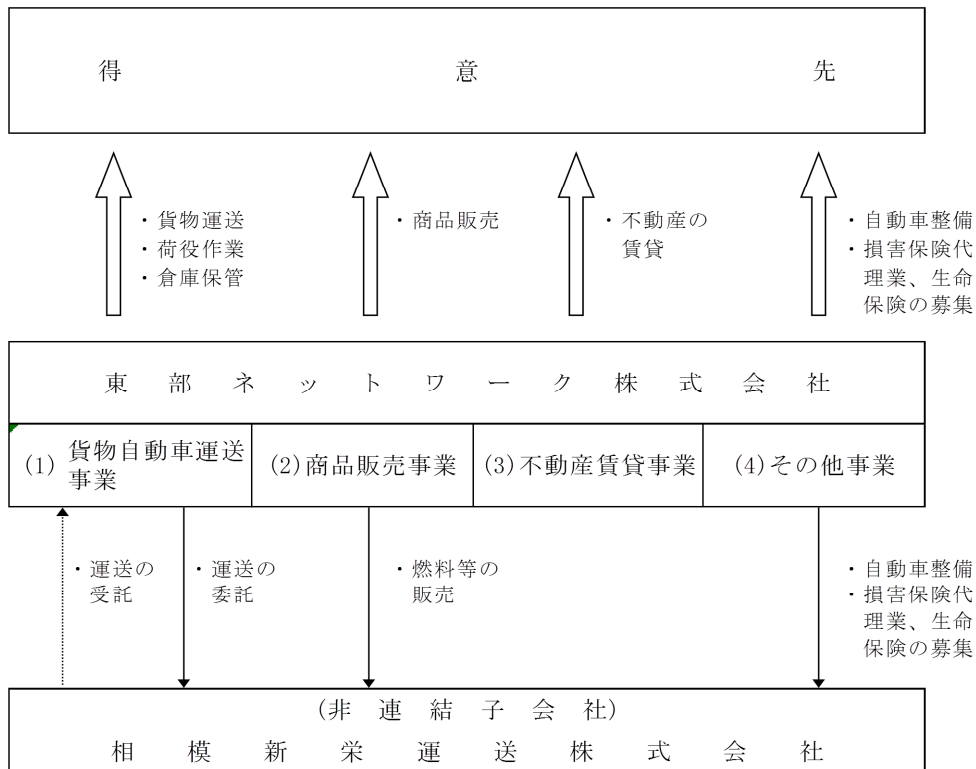 得意先
・貨物運送
・荷役作業
・倉庫保管
・商品販売
・不動産の
賃貸
・自動車整備
・損害保険代
理業、生命
保険の募集
東部ネットワーク株式会社
(1) 貨物自動車運送
事業
(2)商品販売事業
(3)不動産賃貸事業
(4)その他事業
・運送の
受託
・運送の
委託
・燃料等の
販売
・自動車整備
・損害保険代
理業、生命
保険の募集
(非連結子会社)
相模新栄運送株式会社